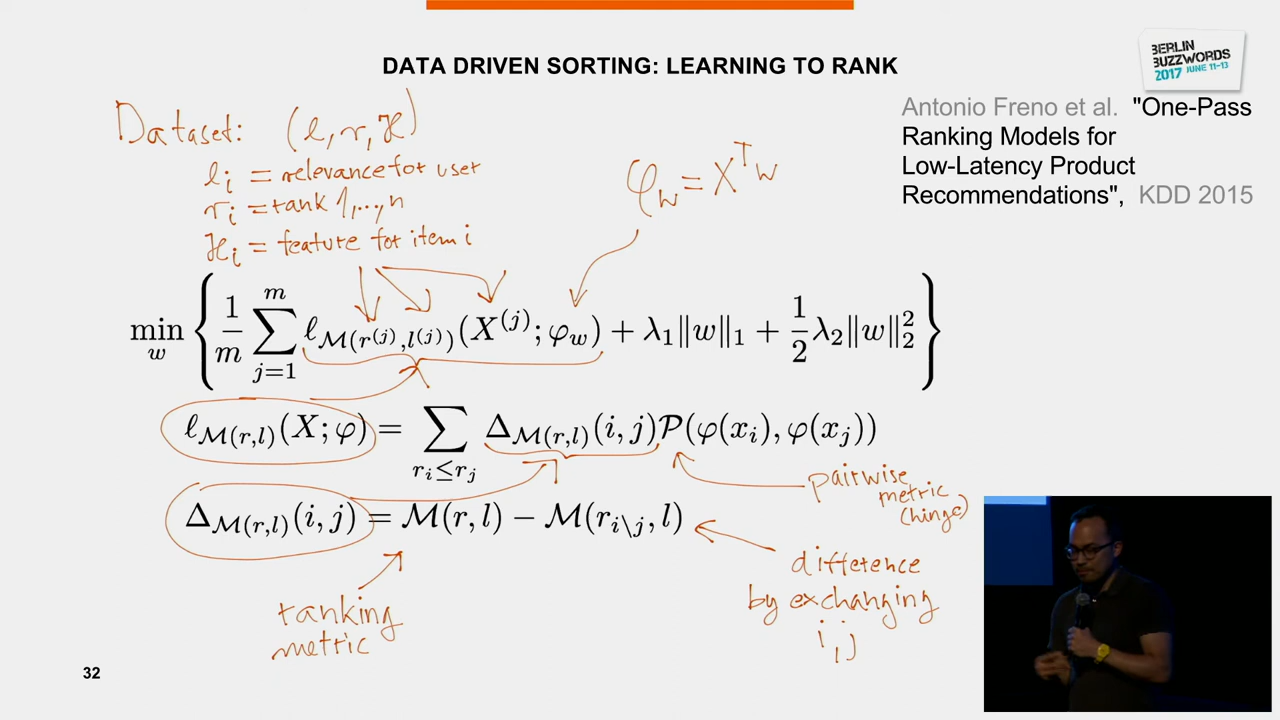 DATA DRIVEN SORTING: LEARNING TO RANK
BERLIN
BUZZWORDS
2017 JUNE 11-13
Antonio Freno et al. "One-Pass
Ranking Models for
Low-Latency Product
Recommendations", KDD 2015
Dataset: (l, r, X)
l_i = relevance for user
r_i = rank 1,..,n
x_i = feature for item i
φ_w = X^T w
min_w { 1/m ∑_{j=1}^{m} ℓ_{M(r^{(j)},l^{(j)})}(X^{(j)}; φ_w) + λ_1‖w‖_1 + 1/2 λ_2‖w‖_2^2 }
ℓ_{M(r,l)}(X; φ) = ∑_{r_i≤r_j} Δ_{M(r,l)}(i, j)P(φ(x_i), φ(x_j))
pairwise
metric
(hinge)
Δ_{M(r,l)}(i, j) = M(r, l) − M(r_{i\j}, l)
difference
by exchanging
i, j
ranking
metric
32